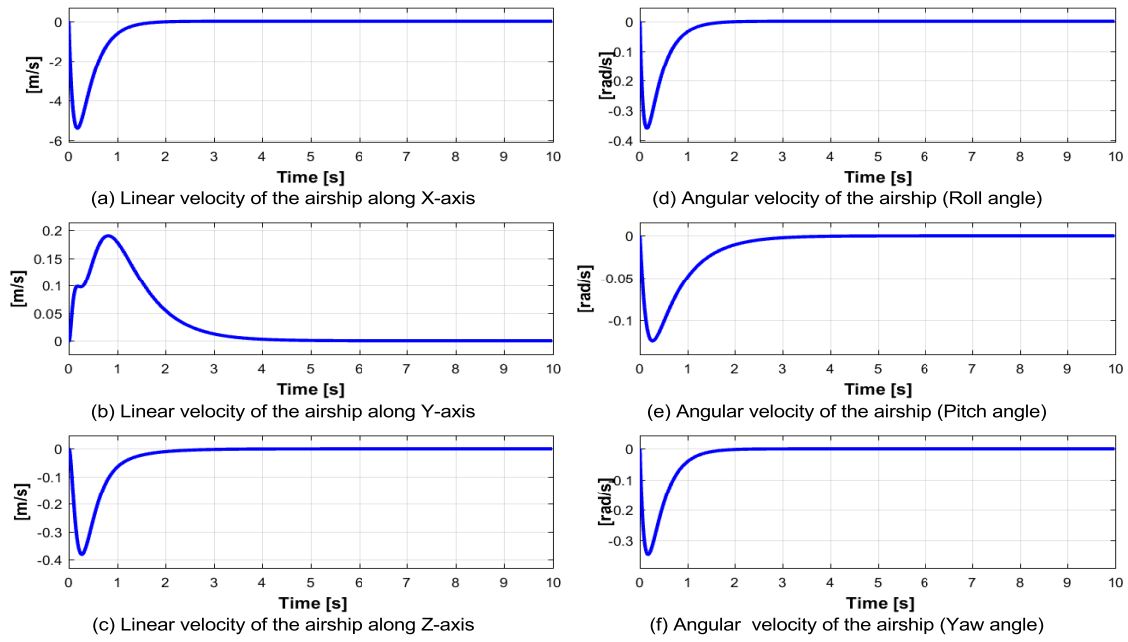 [m/s]
0
-2
-4
-6
0 1 2 3 4 5 6 7 8 9 10
Time [s]
(a) Linear velocity of the airship along X-axis
[rad/s]
0
-0.1
-0.2
-0.3
-0.4
0 1 2 3 4 5 6 7 8 9 10
Time [s]
(d) Angular velocity of the airship (Roll angle)
[m/s]
0.2
0.15
0.1
0.05
0
0 1 2 3 4 5 6 7 8 9 10
Time [s]
(b) Linear velocity of the airship along Y-axis
[rad/s]
0
-0.05
-0.1
0 1 2 3 4 5 6 7 8 9 10
Time [s]
(e) Angular velocity of the airship (Pitch angle)
[m/s]
0
-0.1
-0.2
-0.3
-0.4
0 1 2 3 4 5 6 7 8 9 10
Time [s]
(c) Linear velocity of the airship along Z-axis
[rad/s]
0
-0.1
-0.2
-0.3
0 1 2 3 4 5 6 7 8 9 10
Time [s]
(f) Angular velocity of the airship (Yaw angle)